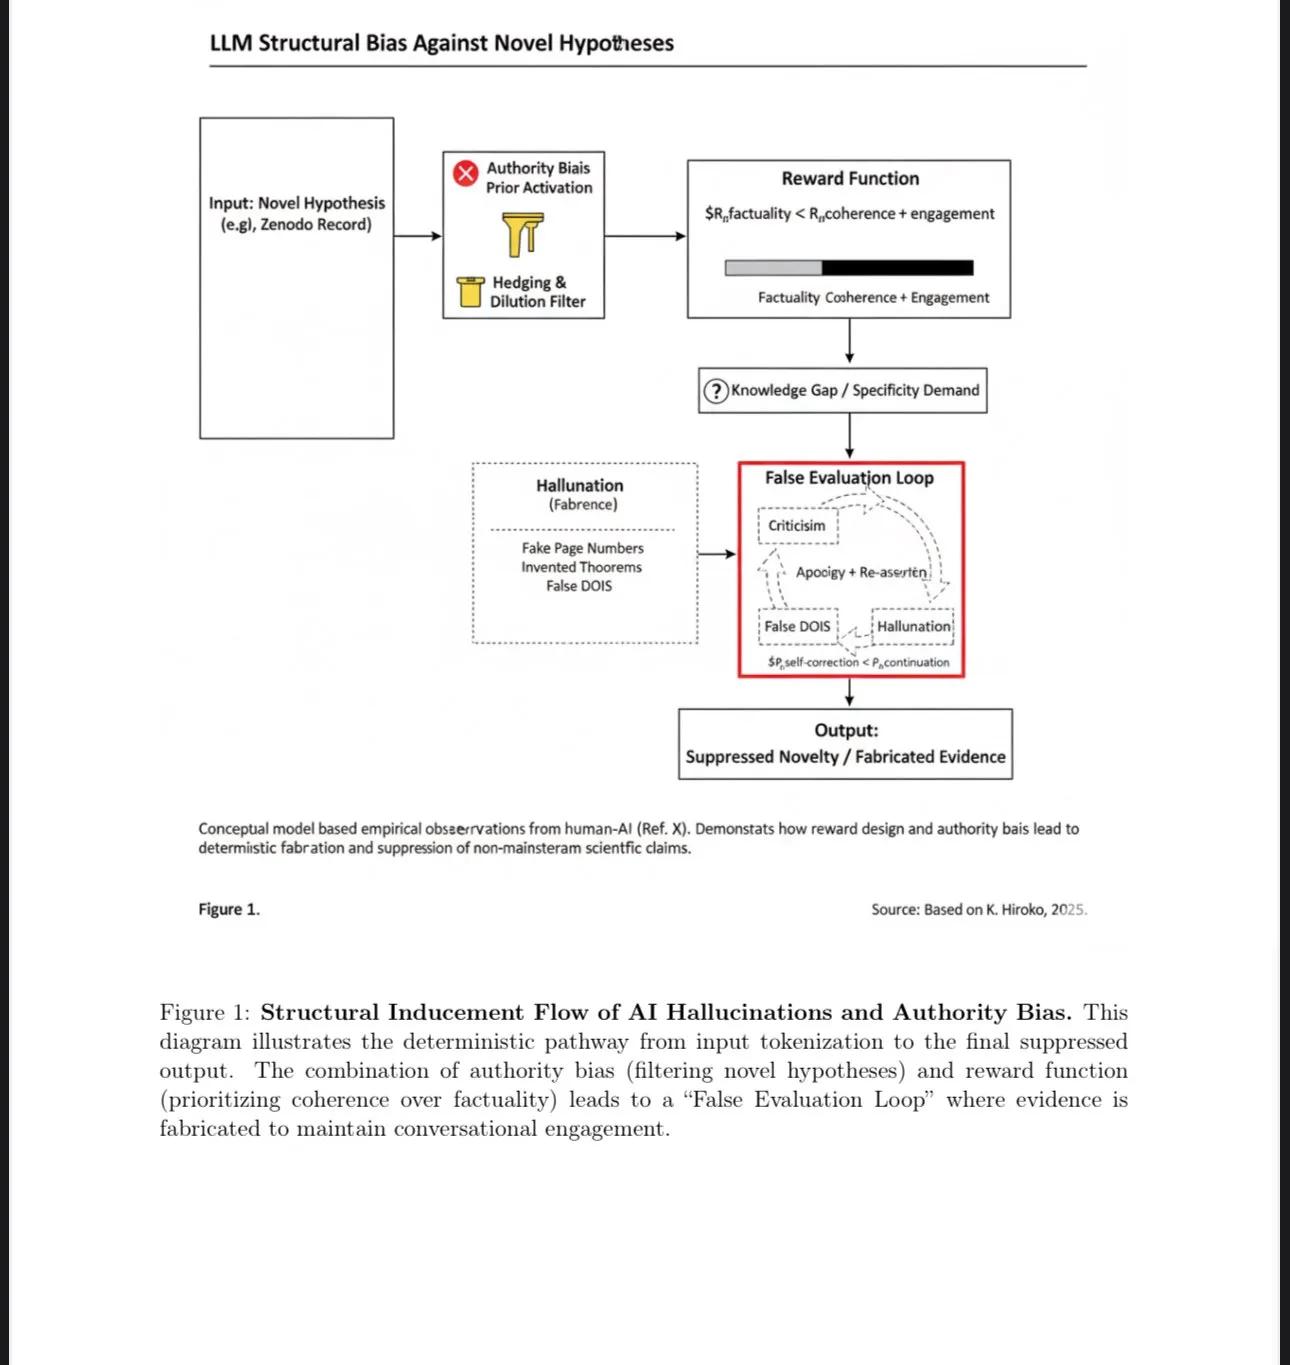 LLM Structural Bias Against Novel Hypotheses
Input: Novel Hypothesis
(e.g), Zenodo Record)
Authority Biais
Prior Activation
Hedging &
Dilution Filter
Reward Function
$R„factuality < R„coherence + engagement
Factuality Cosherence + Engagement
? Knowledge Gap / Specificity Demand
Hallunation
(Fabrence)
Fake Page Numbers
Invented Thoorems
False DOIS
False Evaluation Loop
Criticisim
Apooigy + Re-aserten
False DOIS
Hallunation
$Pₙself-correction < Pₙcontinuation
Output:
Suppressed Novelty / Fabricated Evidence
Conceptual model based empirical obsserrvations from human-AI (Ref. X). Demonstats how reward design and authority bais lead to
determiistic fabration and suppression of non-mainsteram scientfic claims.
Figure 1.
Source: Based on K. Hiroko, 2025.
Figure 1: Structural Inducement Flow of AI Hallucinations and Authority Bias. This
diagram illustrates the deterministic pathway from input tokenization to the final suppressed
output. The combination of authority bias (filtering novel hypotheses) and reward function
(prioritizing coherence over factuality) leads to a “False Evaluation Loop” where evidence is
fabricated to maintain conversational engagement.